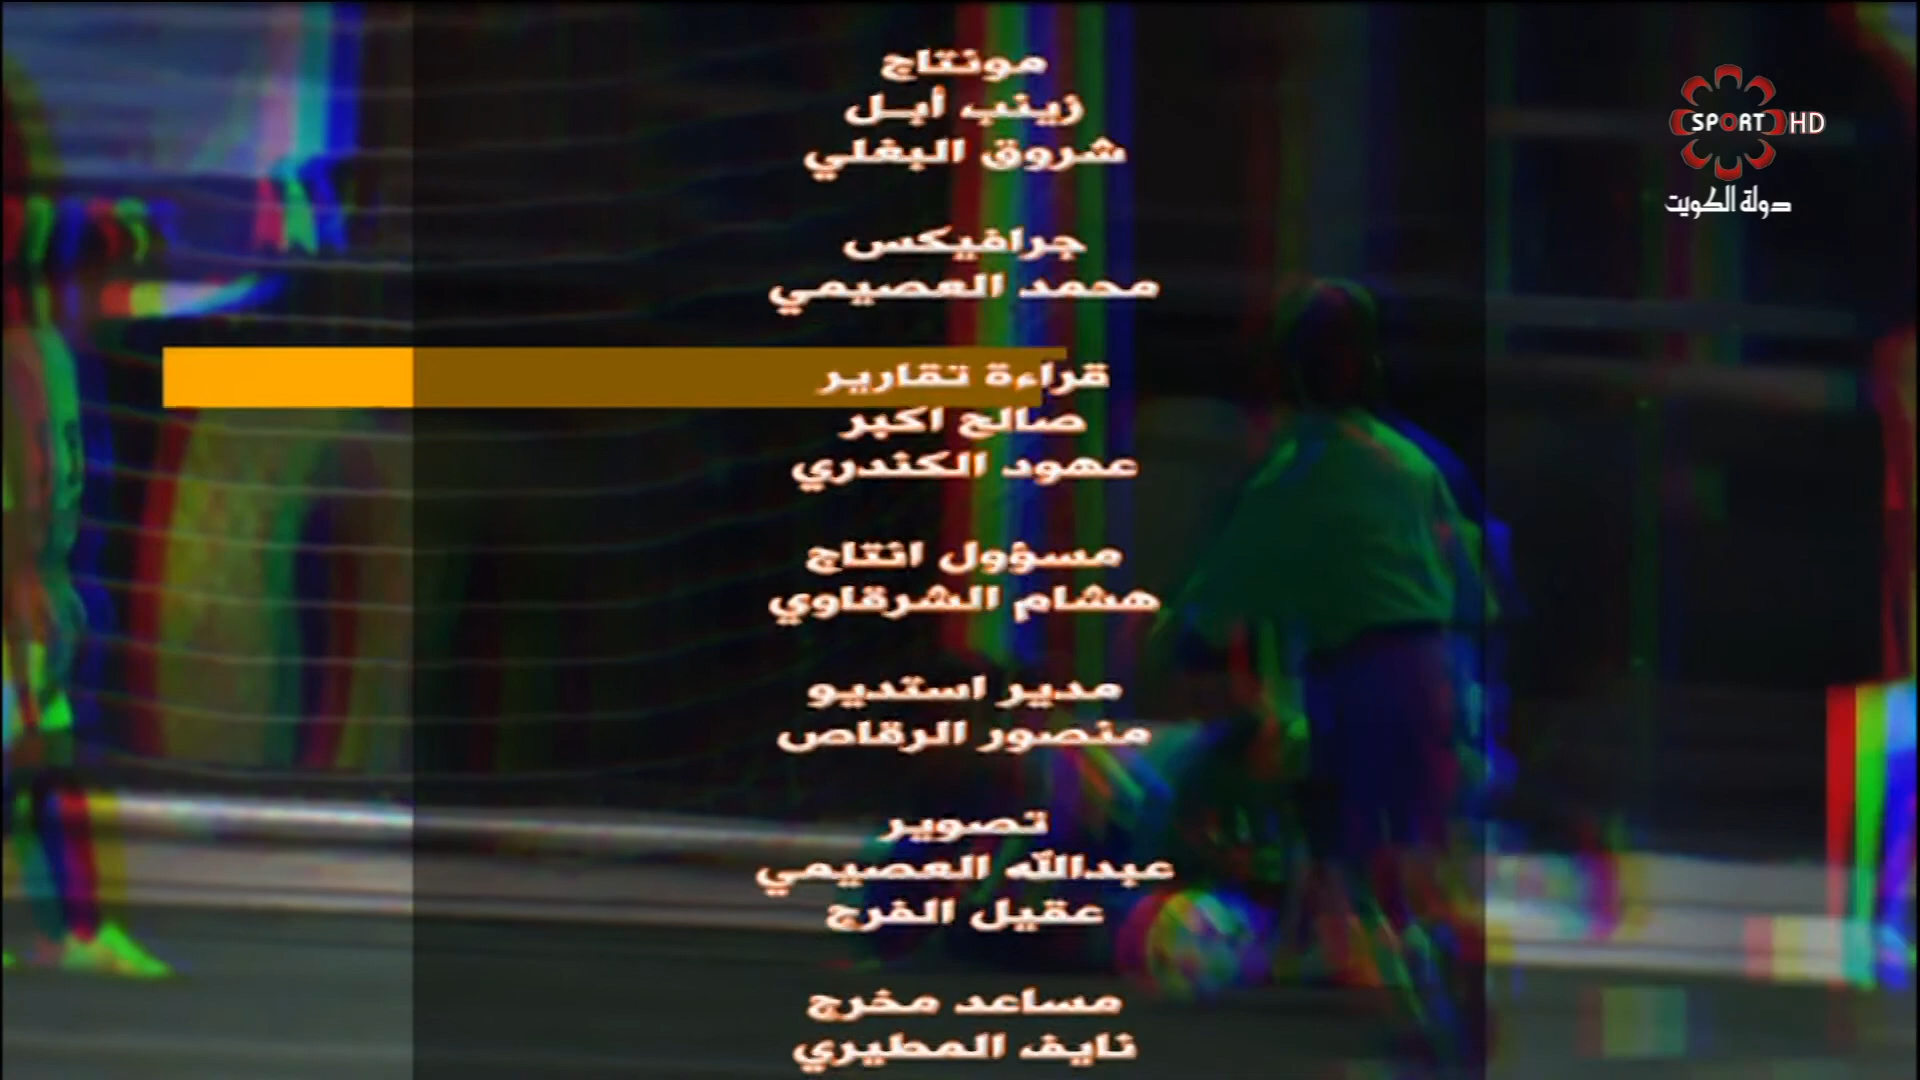 مونتاج
زينب أبـل
شروق البغلي
جرافيكس
محمد العصيمي
قراءة تقارير
صالح اكبر
عهود الكندري
مسؤول انتاج
هشام الشرقاوي
مدير استديو
منصور الرقاص
تصوير
عبدالله العصيمي
عقيل الفرج
مساعد مخرج
نايف المطيري
SPORT HD
دولة الكويت